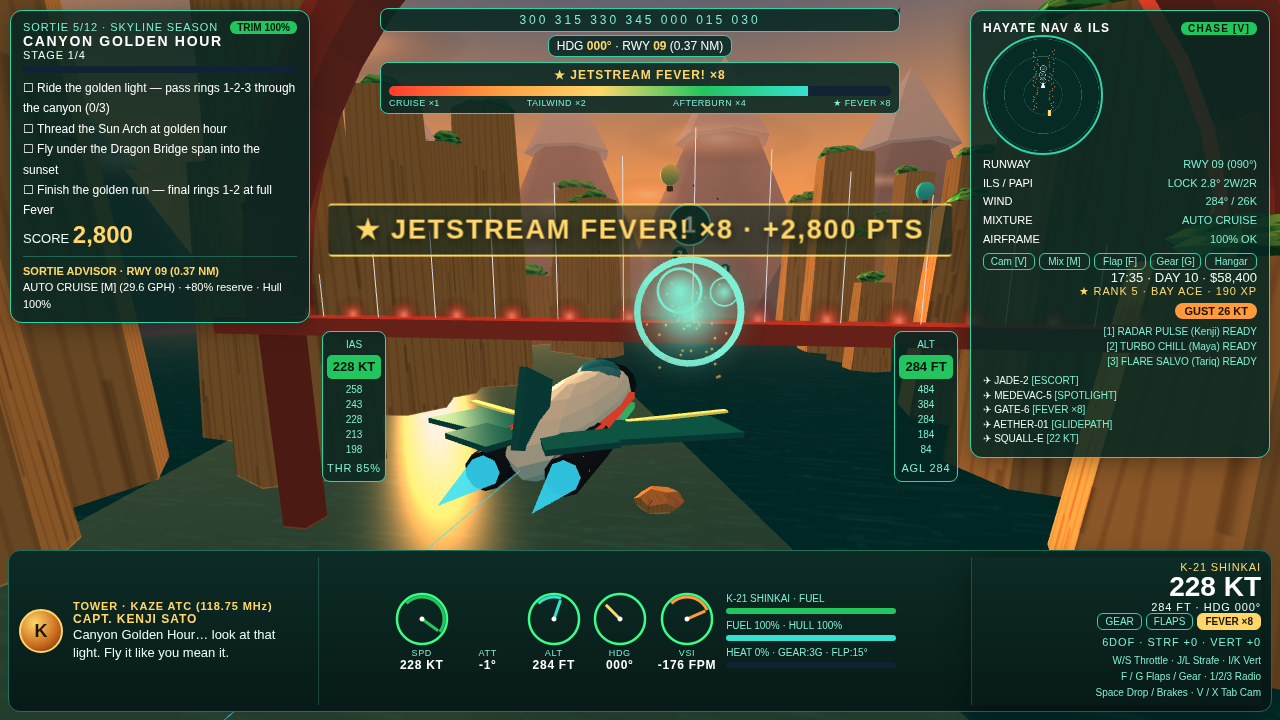 SORTIE 5/12 · SKYLINE SEASON
TRIM 100%
CANYON GOLDEN HOUR
STAGE 1/4
☐ Ride the golden light — pass rings 1-2-3 through
the canyon (0/3)
☐ Thread the Sun Arch at golden hour
☐ Fly under the Dragon Bridge span into the
sunset
☐ Finish the golden run — final rings 1-2 at full
Fever
SCORE 2,800
SORTIE ADVISOR · RWY 09 (0.37 NM)
AUTO CRUISE [M] (29.6 GPH) · +80% reserve · Hull
100%
300 315 330 345 000 015 030
HDG 000° · RWY 09 (0.37 NM)
★ JETSTREAM FEVER! ×8
CRUISE ×1 TAILWIND ×2 AFTERBURN ×4 ★ FEVER ×8
★ JETSTREAM FEVER! ×8 · +2,800 PTS
1
IAS
228 KT
258
243
228
213
198
THR 85%
ALT
284 FT
484
384
284
184
84
AGL 284
HAYATE NAV & ILS
CHASE [V]
RUNWAY RWY 09 (090°)
ILS / PAPI LOCK 2.8° 2W/2R
WIND 284° / 26K
MIXTURE AUTO CRUISE
AIRFRAME 100% OK
Cam [V] Mix [M] Flap [F] Gear [G] Hangar
17:35 · DAY 10 · $58,400
★ RANK 5 · BAY ACE · 190 XP
GUST 26 KT
[1] RADAR PULSE (Kenji) READY
[2] TURBO CHILL (Maya) READY
[3] FLARE SALVO (Tariq) READY
✈ JADE-2 [ESCORT]
✈ MEDEVAC-5 [SPOTLIGHT]
✈ GATE-6 [FEVER ×8]
✈ AETHER-01 [GLIDEPATH]
✈ SQUALL-E [22 KT]
K
TOWER · KAZE ATC (118.75 MHz)
CAPT. KENJI SATO
Canyon Golden Hour… look at that
light. Fly it like you mean it.
SPD
228 KT
ATT
-1°
ALT
284 FT
HDG
000°
VSI
-176 FPM
K-21 SHINKAI · FUEL
FUEL 100% · HULL 100%
HEAT 0% · GEAR:3G · FLP:15°
K-21 SHINKAI
228 KT
284 FT · HDG 000°
GEAR FLAPS FEVER ×8
6DOF · STRF +0 · VERT +0
W/S Throttle · J/L Strafe · I/K Vert
F / G Flaps / Gear · 1/2/3 Radio
Space Drop / Brakes · V / X Tab Cam